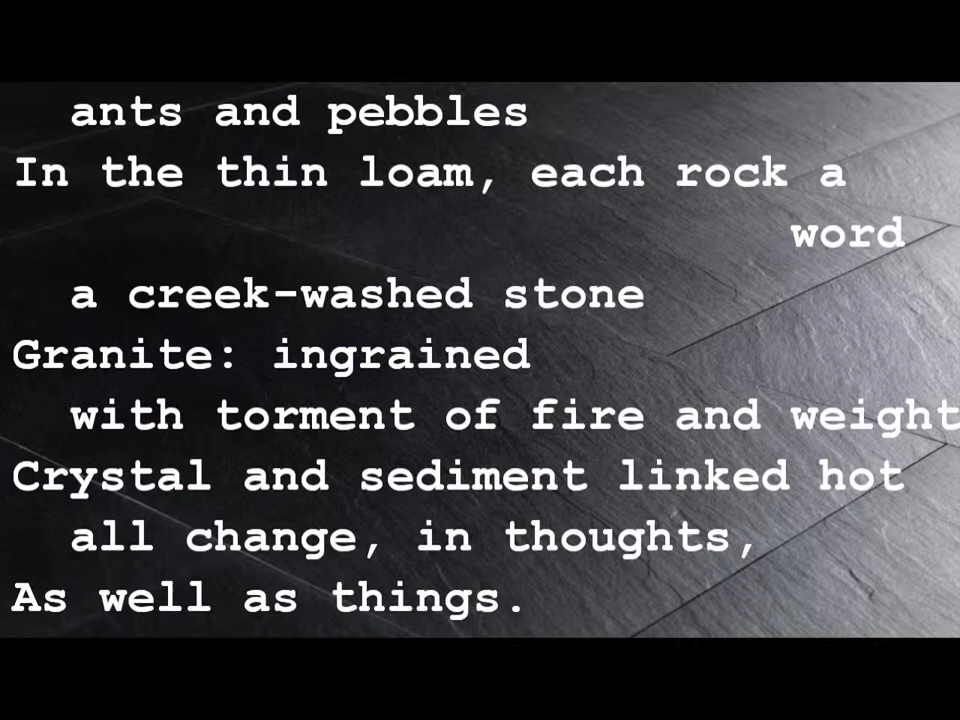 ants and pebbles
In the thin loam, each rock a
word
a creek-washed stone
Granite: ingrained
with torment of fire and weight
Crystal and sediment linked hot
all change, in thoughts,
As well as things.